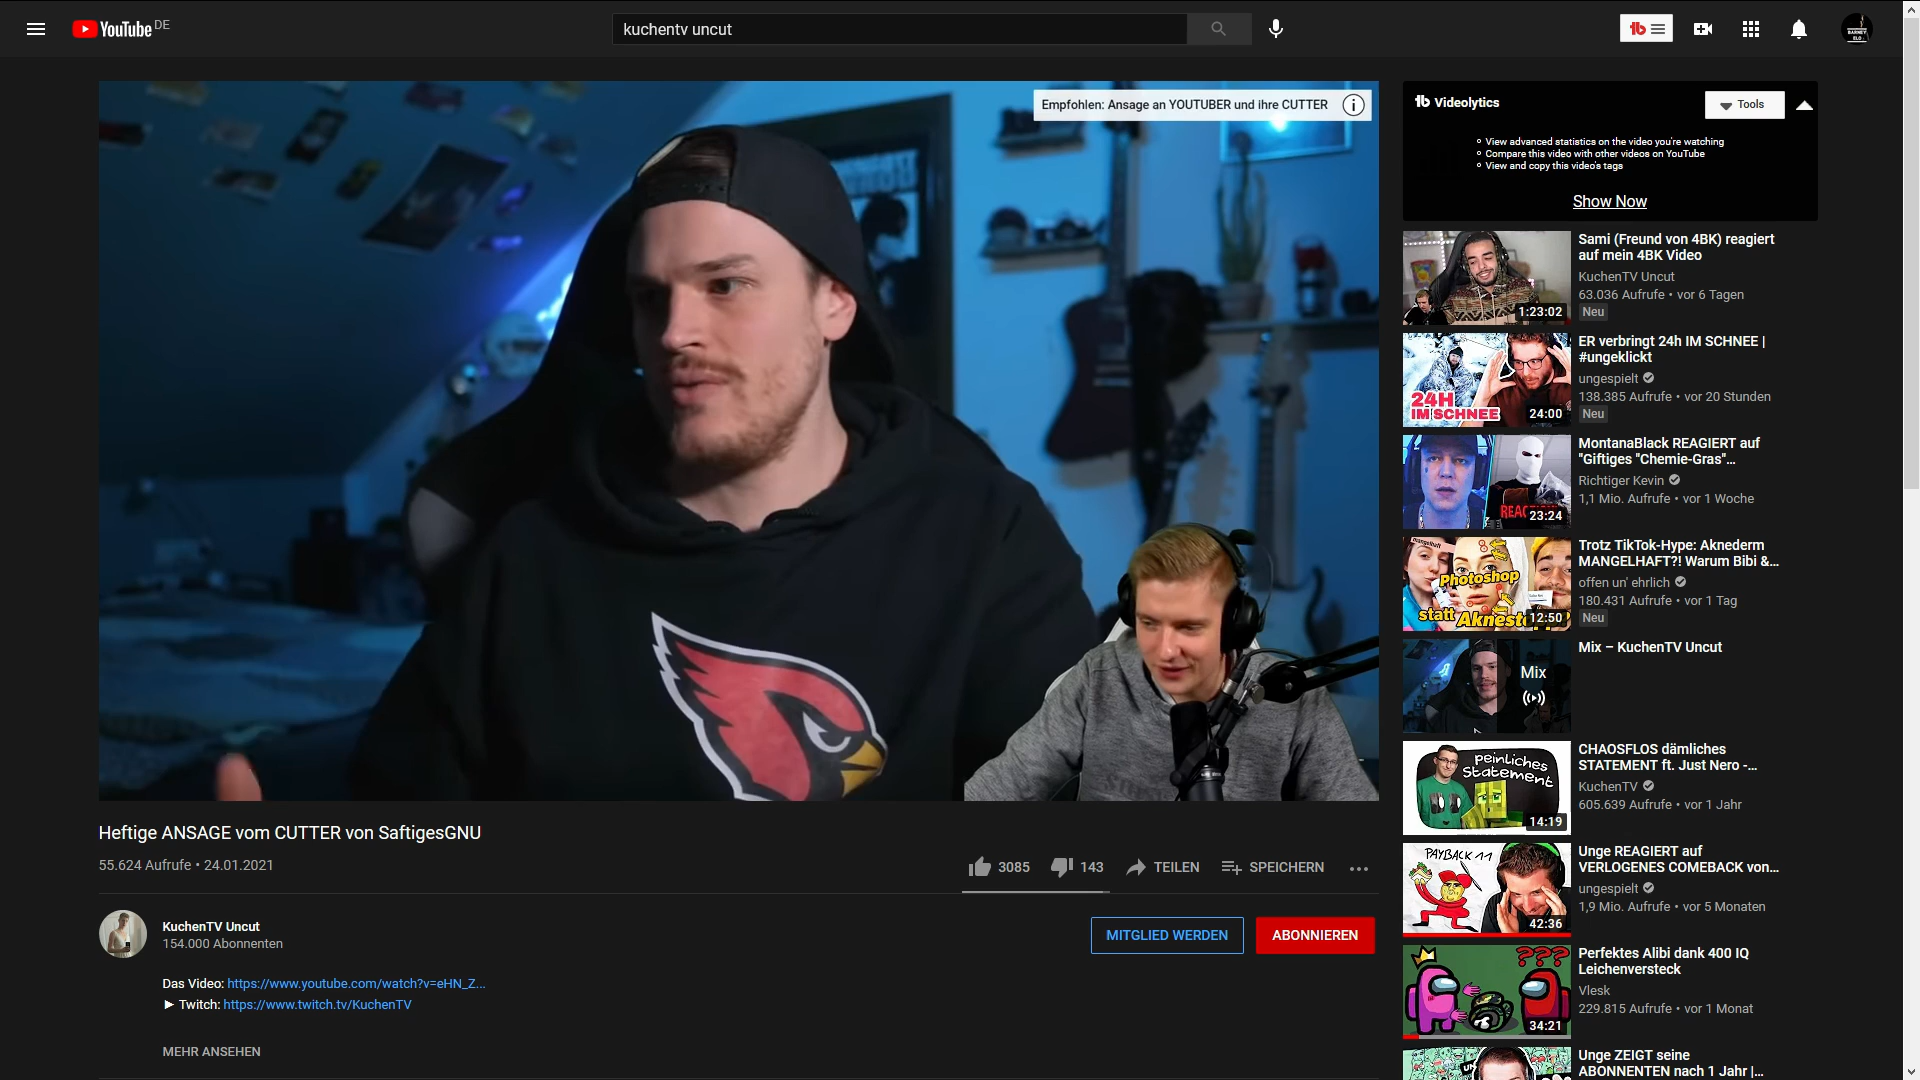 YouTube DE
kuchentv uncut
Empfohlen: Ansage an YOUTUBER und ihre CUTTER
Heftige ANSAGE vom CUTTER von SaftigesGNU
55.624 Aufrufe • 24.01.2021
3085
143
TEILEN
SPEICHERN
KuchenTV Uncut
154.000 Abonnenten
MITGLIED WERDEN
ABONNIEREN
Das Video: https://www.youtube.com/watch?v=eHN_Z...
► Twitch: https://www.twitch.tv/KuchenTV
MEHR ANSEHEN
Videolytics
Tools
View advanced statistics on the video you're watching
Compare this video with other videos on YouTube
View and copy this video's tags
Show Now
1:23:02
Sami (Freund von 4BK) reagiert
auf mein 4BK Video
KuchenTV Uncut
63.036 Aufrufe • vor 6 Tagen
Neu
24H
IM SCHNEE
24:00
ER verbringt 24h IM SCHNEE |
#ungeklickt
ungespielt
138.385 Aufrufe • vor 20 Stunden
Neu
23:24
MontanaBlack REAGIERT auf
"Giftiges "Chemie-Gras"...
Richtiger Kevin
1,1 Mio. Aufrufe • vor 1 Woche
mangelhaft
Photoshop
statt
12:50
Trotz TikTok-Hype: Aknederm
MANGELHAFT?! Warum Bibi &...
offen un' ehrlich
180.431 Aufrufe • vor 1 Tag
Neu
Mix
Mix – KuchenTV Uncut
peinliches
Statement
14:19
CHAOSFLOS dämliches
STATEMENT ft. Just Nero -...
KuchenTV
605.639 Aufrufe • vor 1 Jahr
PAYBACK 11
42:36
Unge REAGIERT auf
VERLOGENES COMEBACK von...
ungespielt
1,9 Mio. Aufrufe • vor 5 Monaten
???
34:21
Perfektes Alibi dank 400 IQ
Leichenversteck
Vlesk
229.815 Aufrufe • vor 1 Monat
Unge ZEIGT seine
ABONNENTEN nach 1 Jahr |...